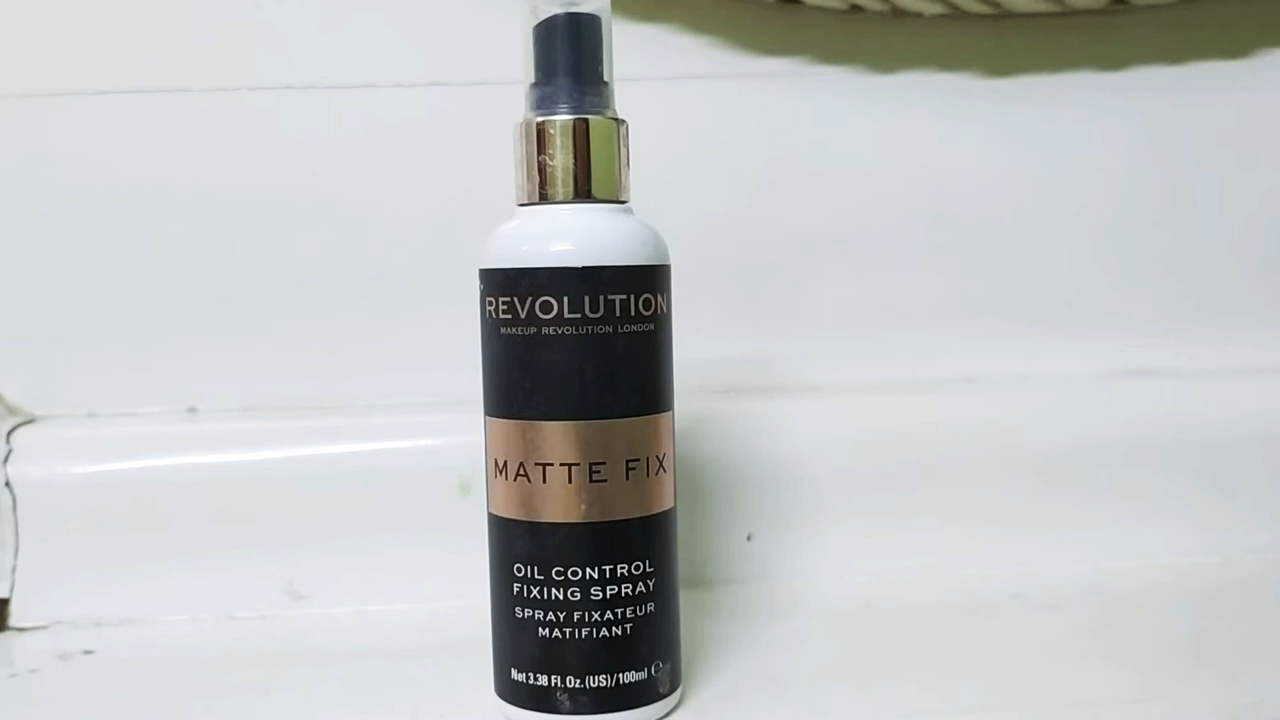 REVOLUTION
MAKEUP REVOLUTION LONDON
MATTE FIX
OIL CONTROL
FIXING SPRAY
SPRAY FIXATEUR
MATIFIANT
Net 3.38 Fl. Oz. (US)/100ml ℮